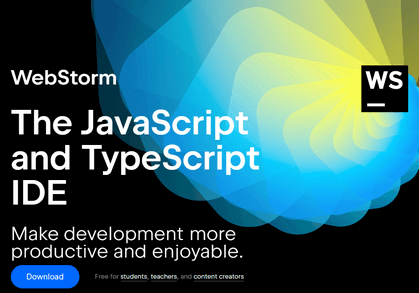 WebStorm
WS
The JavaScript
and TypeScript
IDE
Make development more
productive and enjoyable.
Download
Free for students, teachers, and content creators